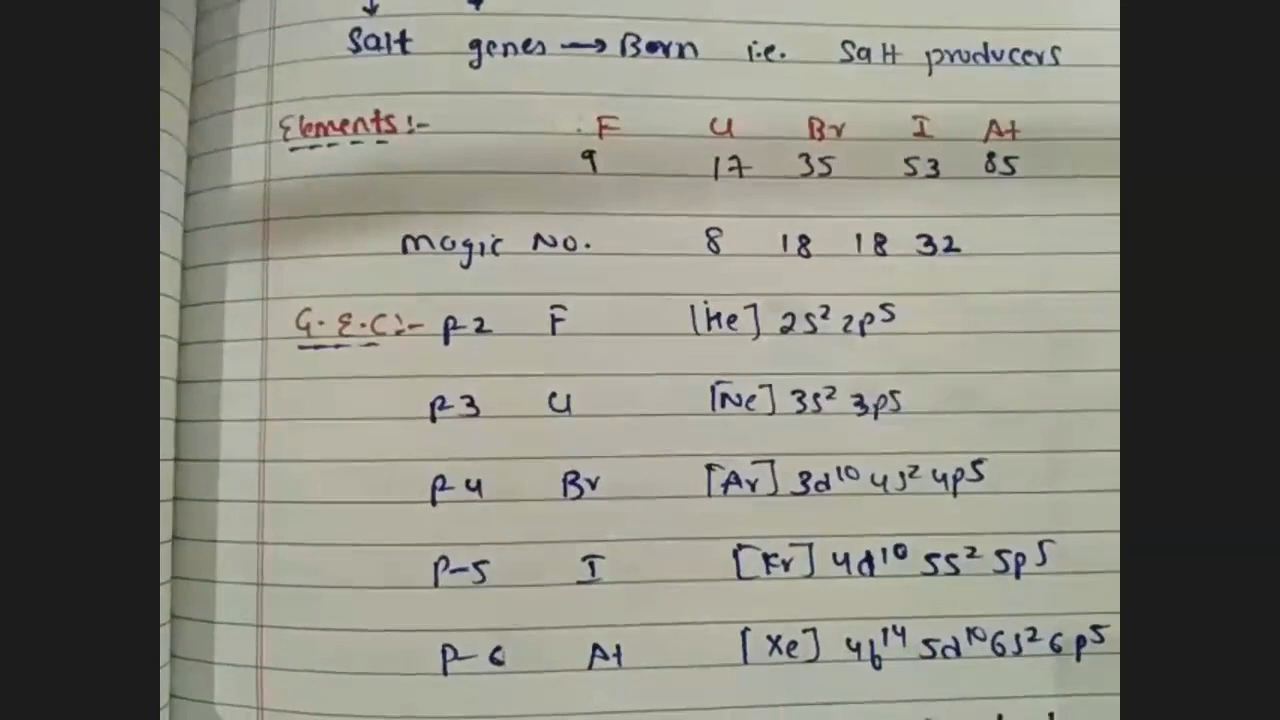 Salt genes → Born i.e. Salt producers
Elements :- F Cl Br I At
9 17 35 53 85
Magic No. 8 18 18 32
G.E.C :- P2 F [He] 2s² 2p⁵
P3 Cl [Ne] 3s² 3p⁵
P4 Br [Ar] 3d¹⁰ 4s² 4p⁵
P-5 I [Kr] 4d¹⁰ 5s² 5p⁵
P-6 At [Xe] 4f¹⁴ 5d¹⁰ 6s² 6p⁵